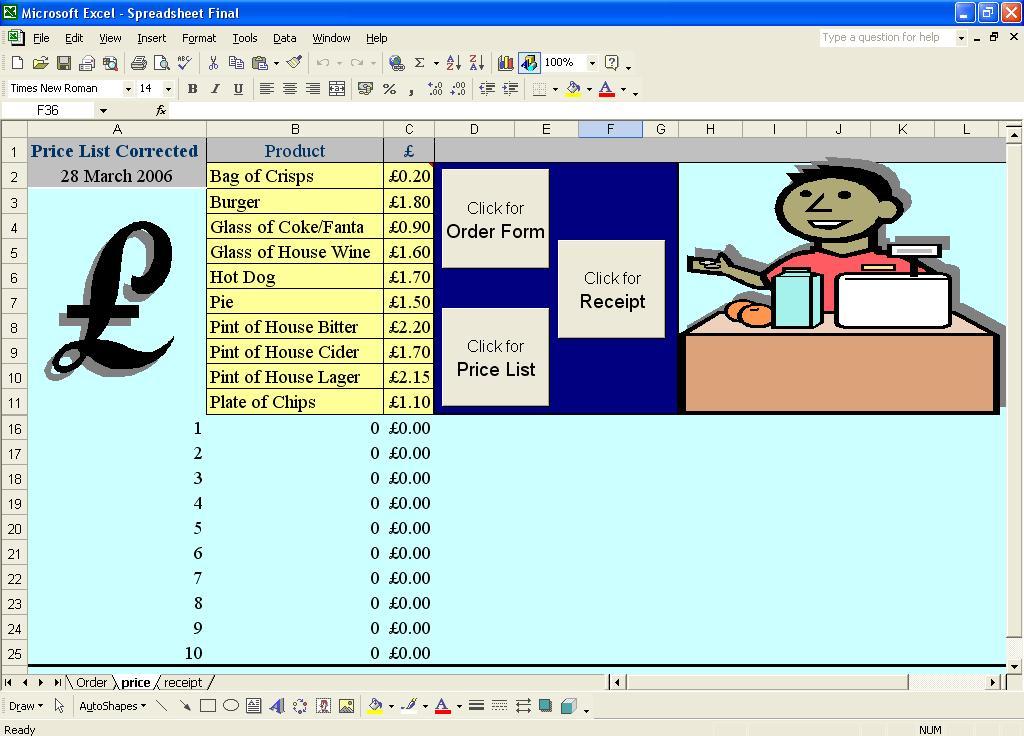 Microsoft Excel - Spreadsheet Final
File Edit View Insert Format Tools Data Window Help
Type a question for help
100%
Times New Roman 14 B I U
F36 fx
A B C D E F G H I J K L
1 Price List Corrected Product £
2 28 March 2006 Bag of Crisps £0.20
3 Burger £1.80
4 Glass of Coke/Fanta £0.90
5 Glass of House Wine £1.60
6 Hot Dog £1.70
7 Pie £1.50
8 Pint of House Bitter £2.20
9 Pint of House Cider £1.70
10 Pint of House Lager £2.15
11 Plate of Chips £1.10
£
Click for
Order Form
Click for
Receipt
Click for
Price List
16 1 0 £0.00
17 2 0 £0.00
18 3 0 £0.00
19 4 0 £0.00
20 5 0 £0.00
21 6 0 £0.00
22 7 0 £0.00
23 8 0 £0.00
24 9 0 £0.00
25 10 0 £0.00
Order price receipt
Draw AutoShapes
Ready NUM